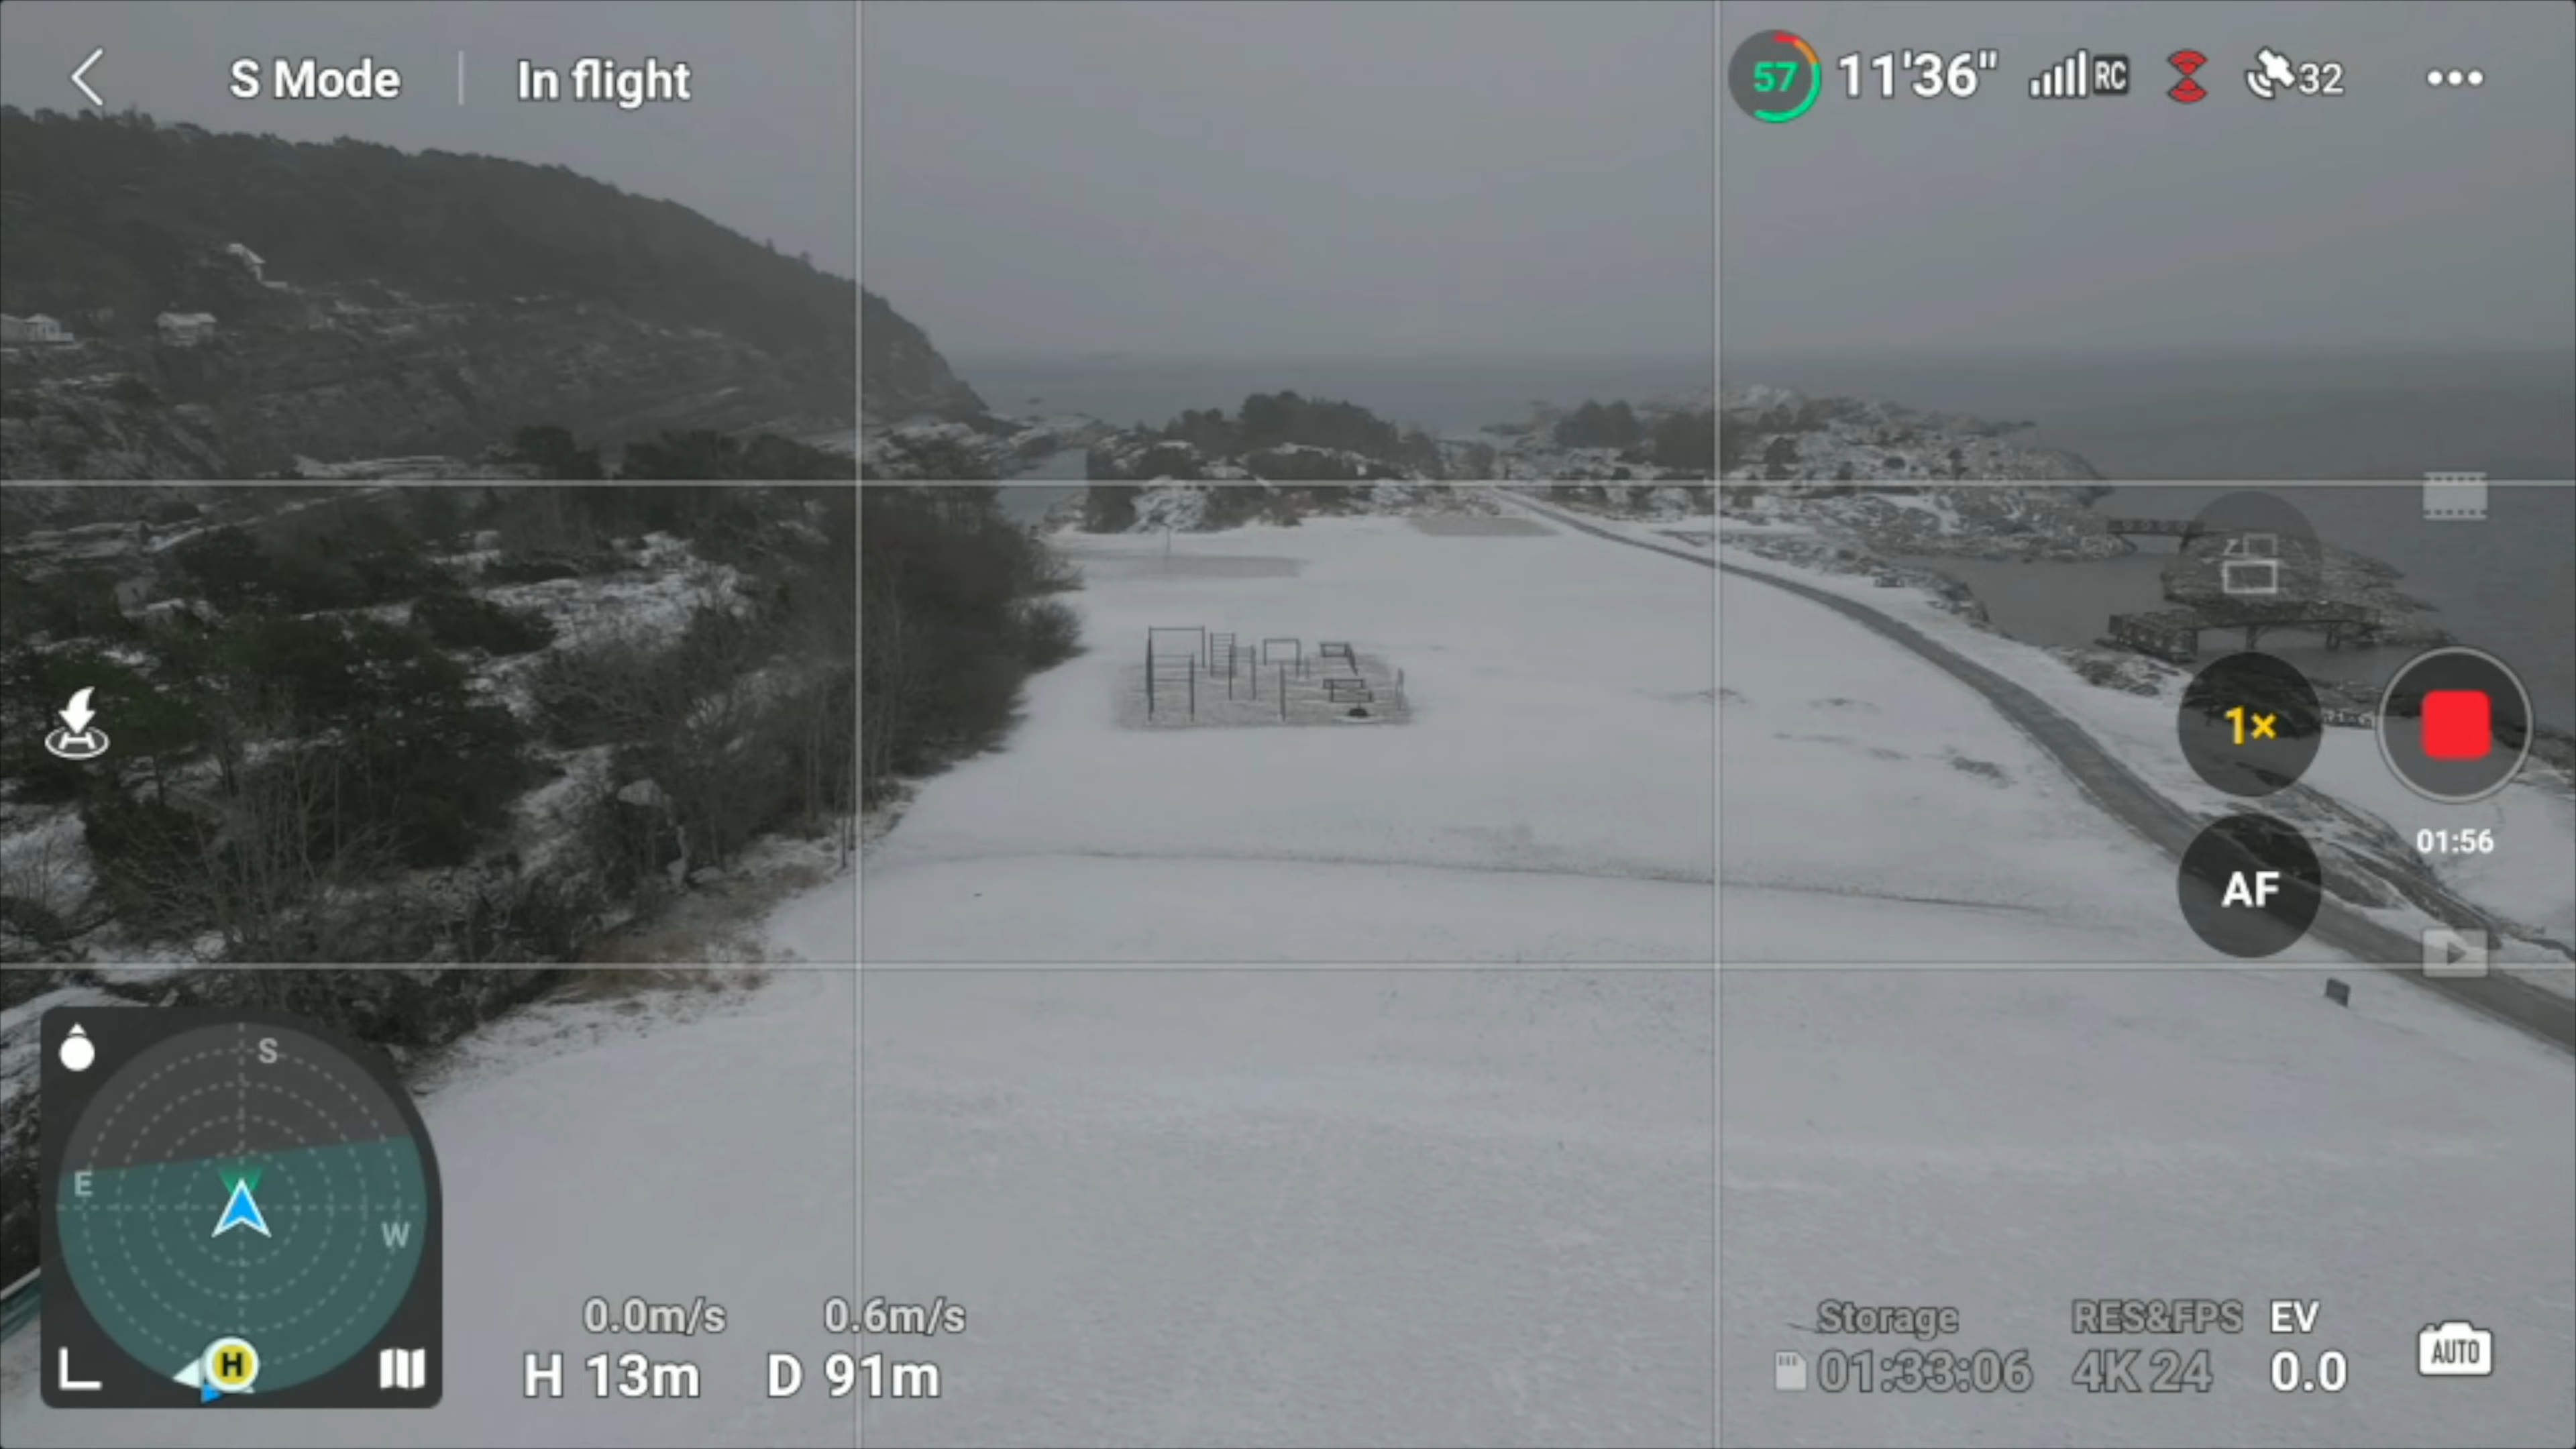 S Mode | In flight
57 11'36" RC 32
1×
01:56
AF
S
E
W
H
0.0m/s 0.6m/s
H 13m D 91m
Storage RES&FPS EV
01:33:06 4K 24 0.0
AUTO